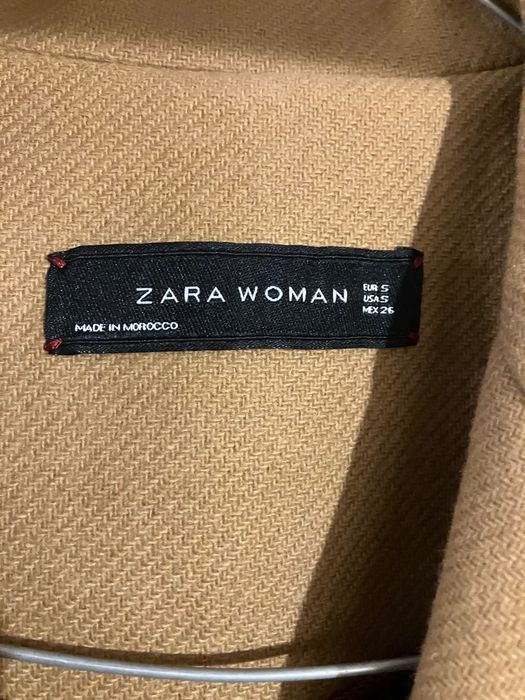 ZARA WOMAN
EUR S
USA S
MEX 26
MADE IN MOROCCO